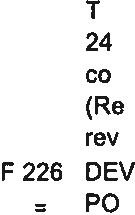 T
24
co
(Re
rev
F 226 DEV
= PO